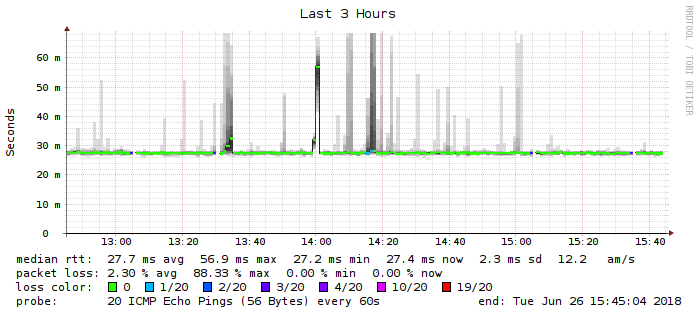 Last 3 Hours
RRDTOOL / TOBI OETIKER
Seconds
60 m
50 m
40 m
30 m
20 m
10 m
0
13:00 13:20 13:40 14:00 14:20 14:40 15:00 15:20 15:40
median rtt: 27.7 ms avg 56.9 ms max 27.2 ms min 27.4 ms now 2.3 ms sd 12.2 am/s
packet loss: 2.30 % avg 88.33 % max 0.00 % min 0.00 % now
loss color: 0 1/20 2/20 3/20 4/20 10/20 19/20
probe: 20 ICMP Echo Pings (56 Bytes) every 60s end: Tue Jun 26 15:45:04 2018